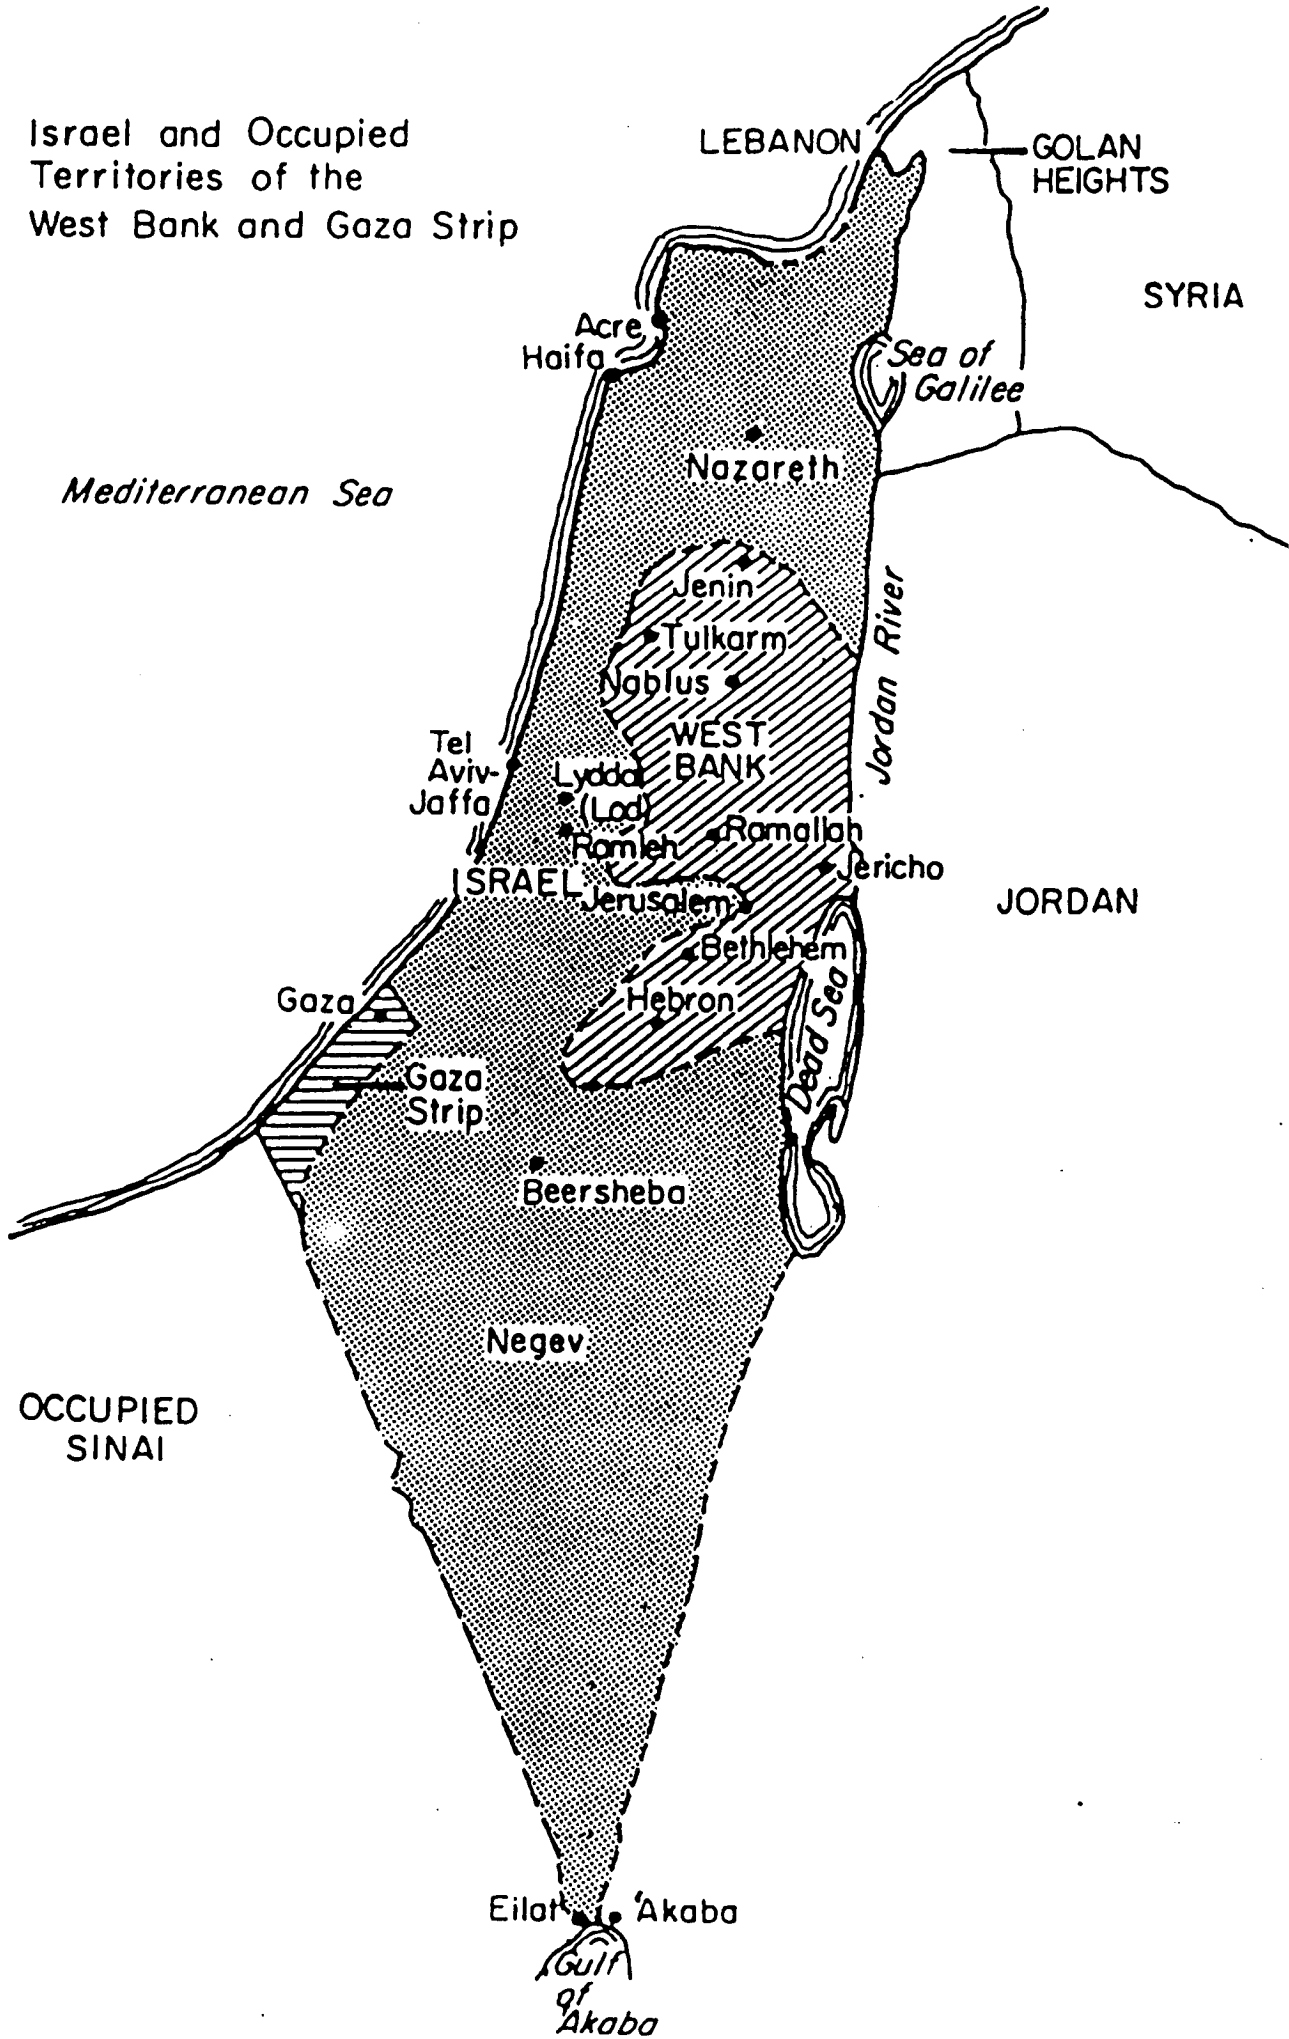 Israel and Occupied
Territories of the
West Bank and Gaza Strip
LEBANON
GOLAN
HEIGHTS
SYRIA
Acre
Haifa
Sea of
Galilee
Nazareth
Mediterranean Sea
Jenin
Tulkarm
Nablus
Jordan River
WEST
BANK
Tel
Aviv-
Jaffa
Lydda
(Lod)
Ramleh
Ramallah
Jericho
ISRAEL
Jerusalem
JORDAN
Bethlehem
Hebron
Dead Sea
Gaza
Gaza
Strip
Beersheba
Negev
OCCUPIED
SINAI
Eilat
'Akaba
Gulf
of
Akaba